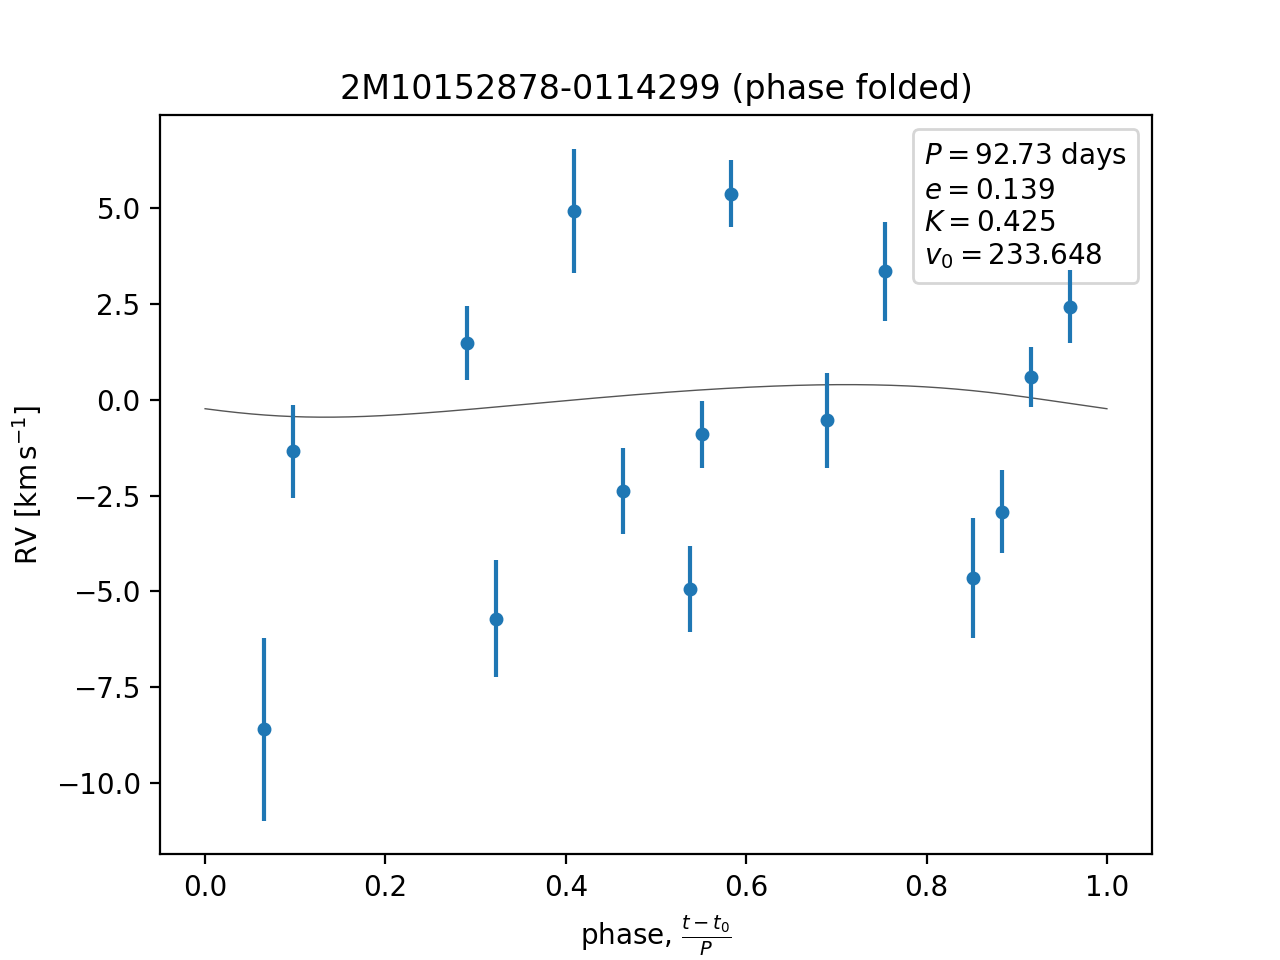 2M10152878-0114299 (phase folded)
P = 92.73 days
e = 0.139
K = 0.425
v₀ = 233.648
RV [km s⁻¹]
5.0
2.5
0.0
−2.5
−5.0
−7.5
−10.0
0.0 0.2 0.4 0.6 0.8 1.0
phase, (t − t₀)/P